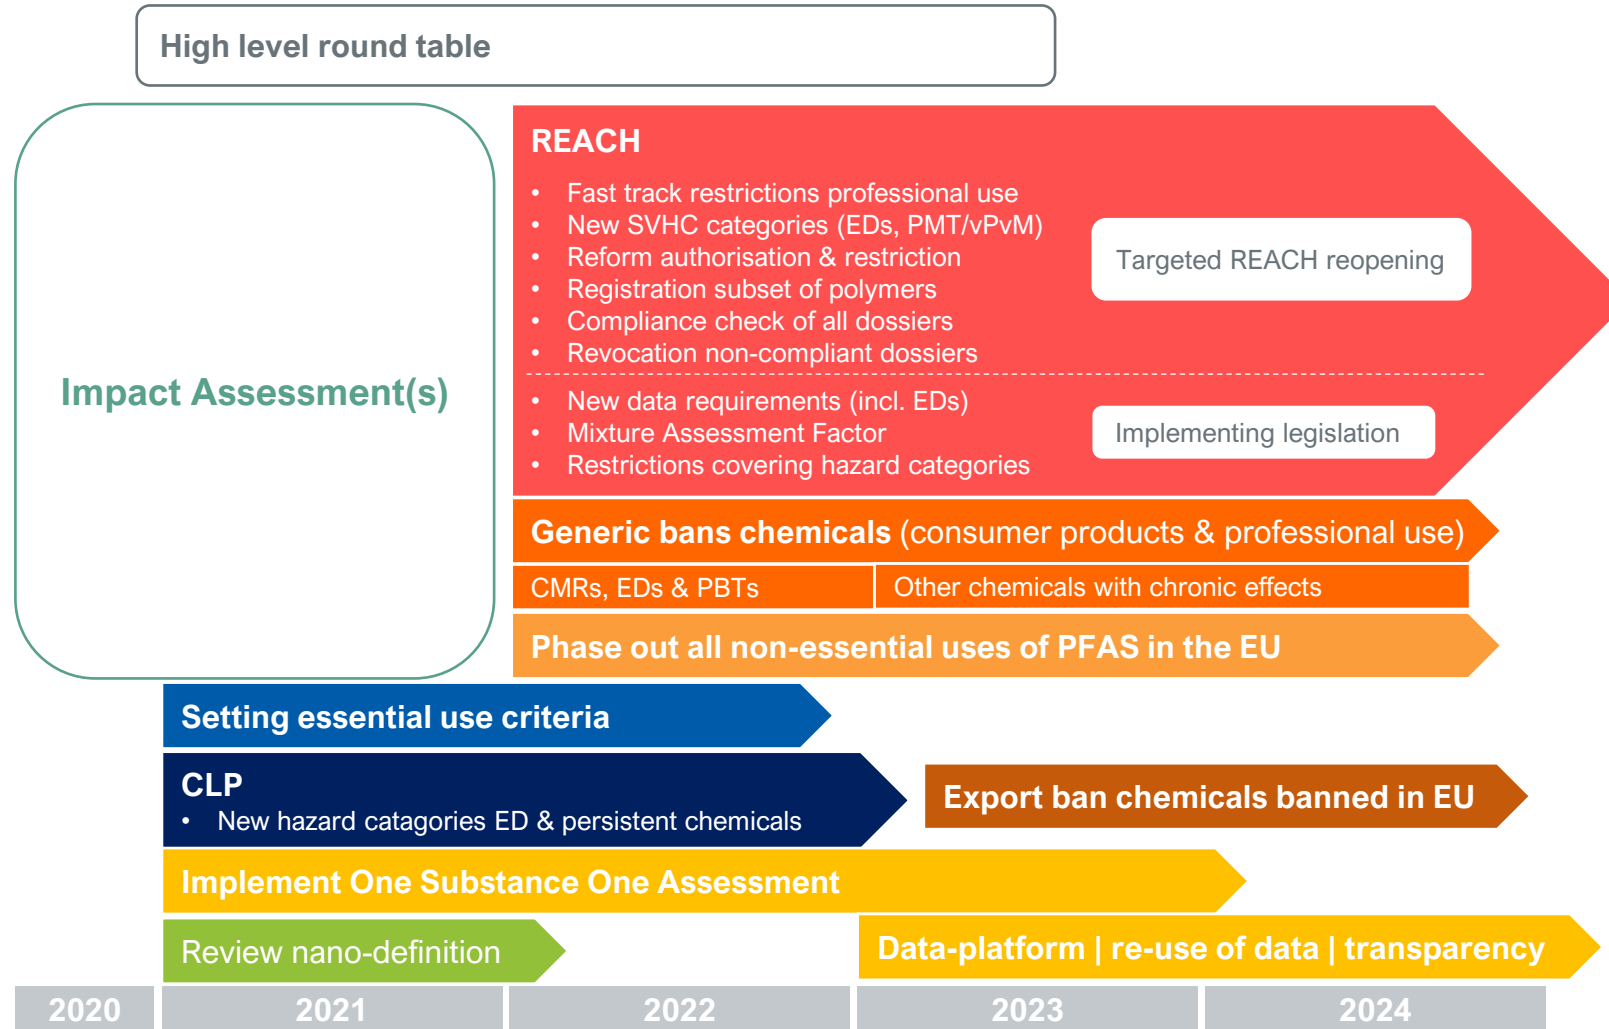 High level round table
Impact Assessment(s)
REACH
• Fast track restrictions professional use
• New SVHC categories (EDs, PMT/vPvM)
• Reform authorisation & restriction
• Registration subset of polymers
• Compliance check of all dossiers
• Revocation non-compliant dossiers
Targeted REACH reopening
• New data requirements (incl. EDs)
• Mixture Assessment Factor
• Restrictions covering hazard categories
Implementing legislation
Generic bans chemicals (consumer products & professional use)
CMRs, EDs & PBTs
Other chemicals with chronic effects
Phase out all non-essential uses of PFAS in the EU
Setting essential use criteria
CLP
• New hazard catagories ED & persistent chemicals
Export ban chemicals banned in EU
Implement One Substance One Assessment
Review nano-definition
Data-platform | re-use of data | transparency
2020
2021
2022
2023
2024